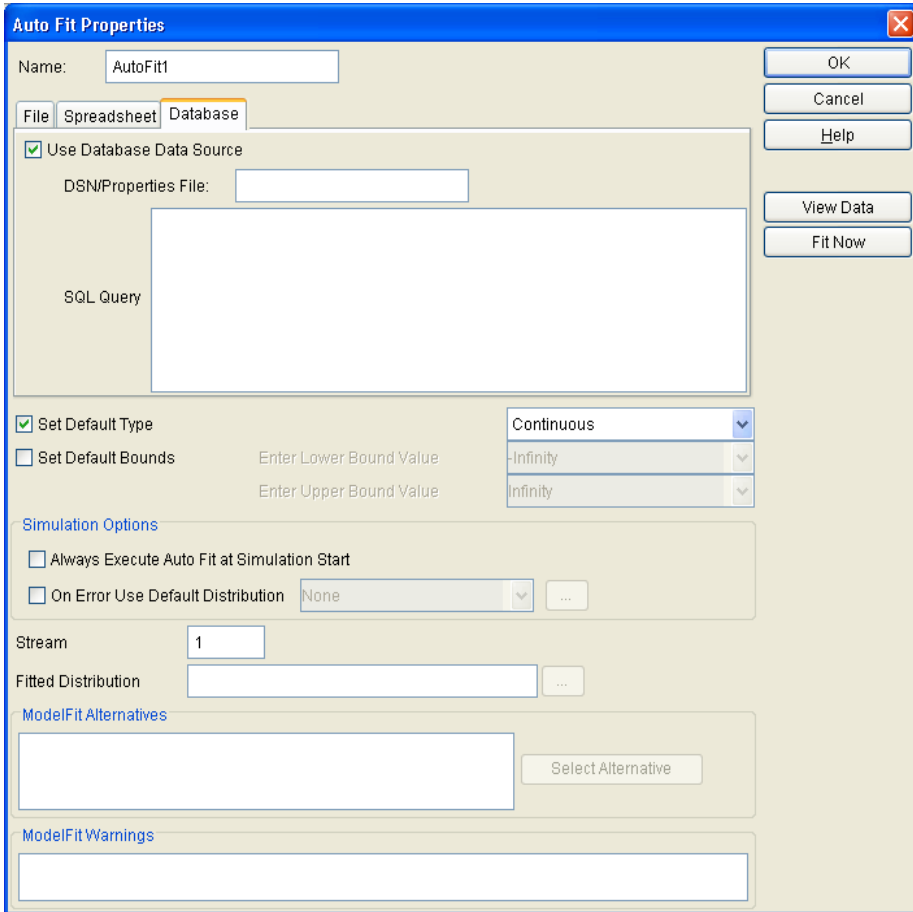 Auto Fit Properties
Name: AutoFit1
OK
Cancel
Help
File Spreadsheet Database
Use Database Data Source
DSN/Properties File:
View Data
Fit Now
SQL Query
Set Default Type Continuous
Set Default Bounds Enter Lower Bound Value -Infinity
Enter Upper Bound Value Infinity
Simulation Options
Always Execute Auto Fit at Simulation Start
On Error Use Default Distribution None ...
Stream 1
Fitted Distribution ...
ModelFit Alternatives
Select Alternative
ModelFit Warnings